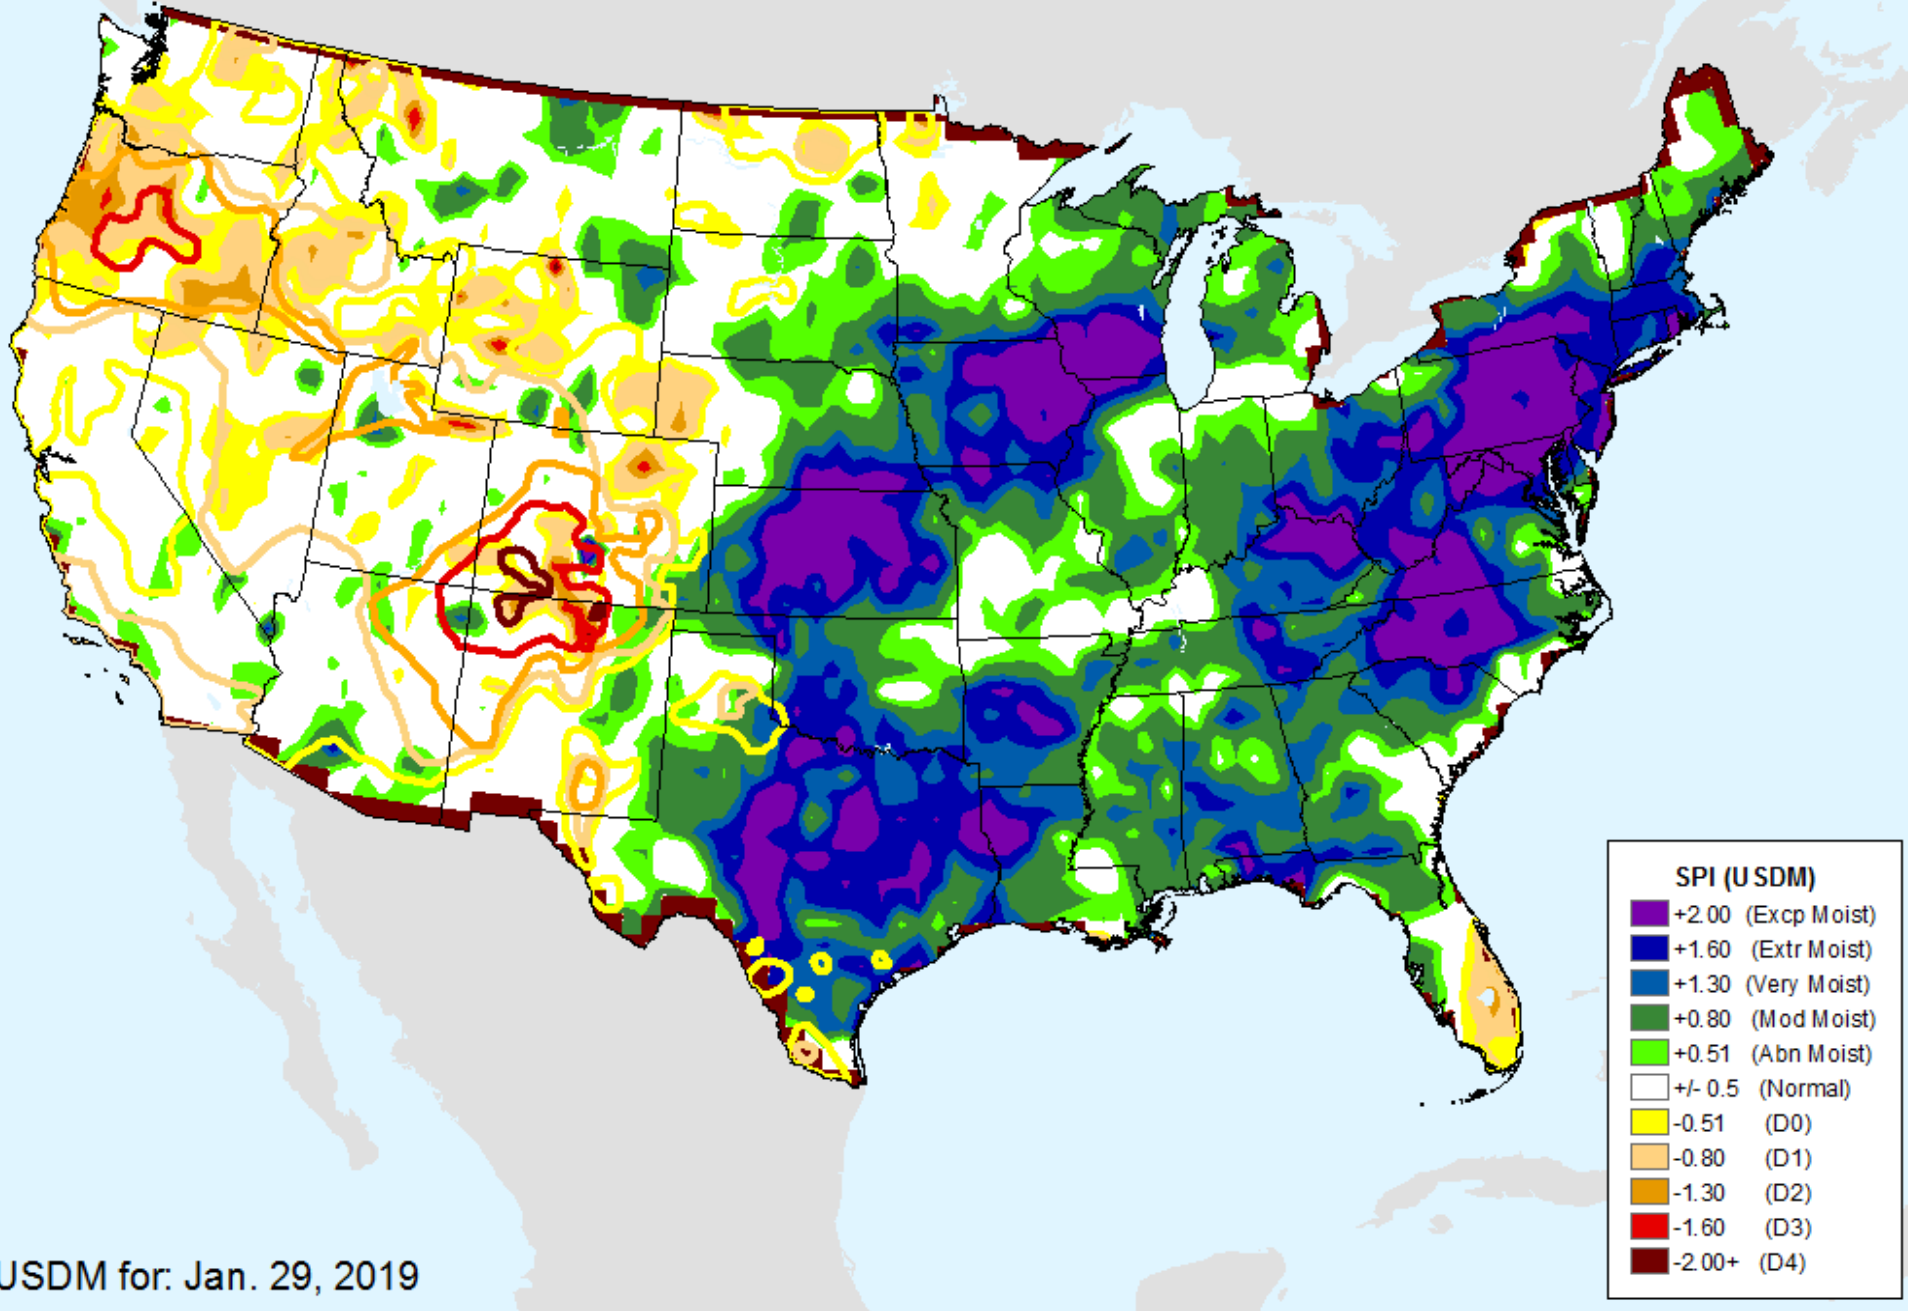 SPI (USDM)
+2.00 (Excp Moist)
+1.60 (Extr Moist)
+1.30 (Very Moist)
+0.80 (Mod Moist)
+0.51 (Abn Moist)
+/- 0.5 (Normal)
-0.51 (D0)
-0.80 (D1)
-1.30 (D2)
-1.60 (D3)
-2.00+ (D4)
USDM for: Jan. 29, 2019